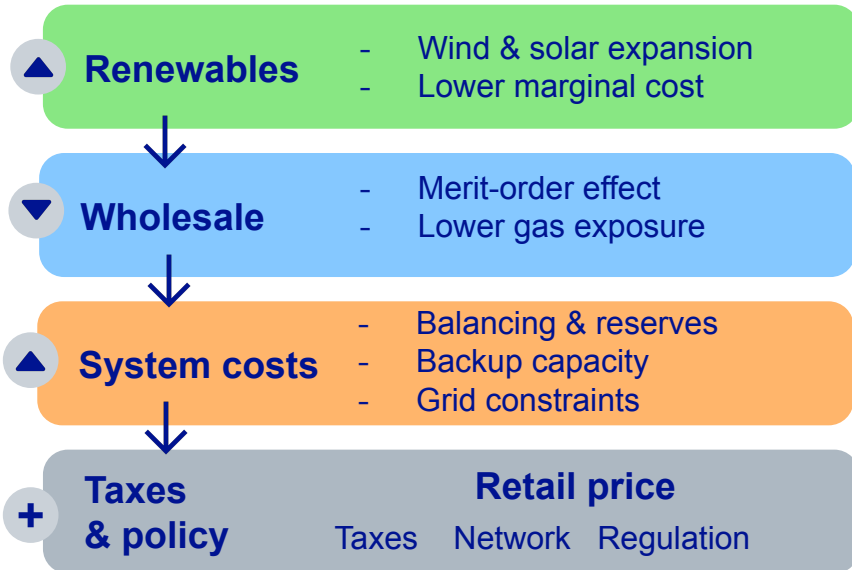 Renewables
- Wind & solar expansion
- Lower marginal cost
Wholesale
- Merit-order effect
- Lower gas exposure
System costs
- Balancing & reserves
- Backup capacity
- Grid constraints
+
Taxes
& policy
Retail price
Taxes Network Regulation